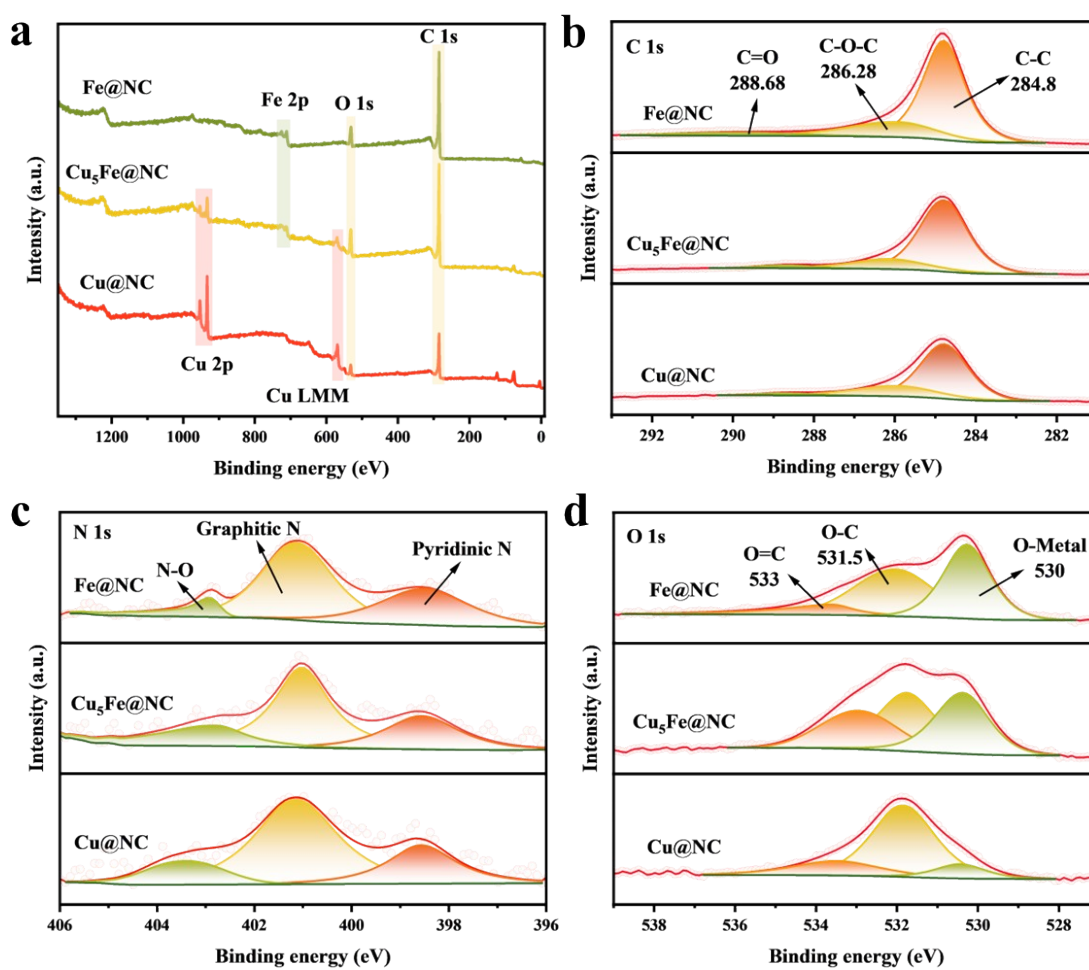 a
C 1s
Fe@NC
Fe 2p
O 1s
Cu₅Fe@NC
Cu@NC
Cu 2p
Cu LMM
Intensity (a.u.)
1200 1000 800 600 400 200 0
Binding energy (eV)
b
C 1s
C=O
288.68
C-O-C
286.28
C-C
284.8
Fe@NC
Cu₅Fe@NC
Cu@NC
Intensity (a.u.)
292 290 288 286 284 282
Binding energy (eV)
c
N 1s
Graphitic N
N-O
Pyridinic N
Fe@NC
Cu₅Fe@NC
Cu@NC
Intensity (a.u.)
406 404 402 400 398 396
Binding energy (eV)
d
O 1s
O=C
533
O-C
531.5
O-Metal
530
Fe@NC
Cu₅Fe@NC
Cu@NC
Intensity (a.u.)
538 536 534 532 530 528
Binding energy (eV)